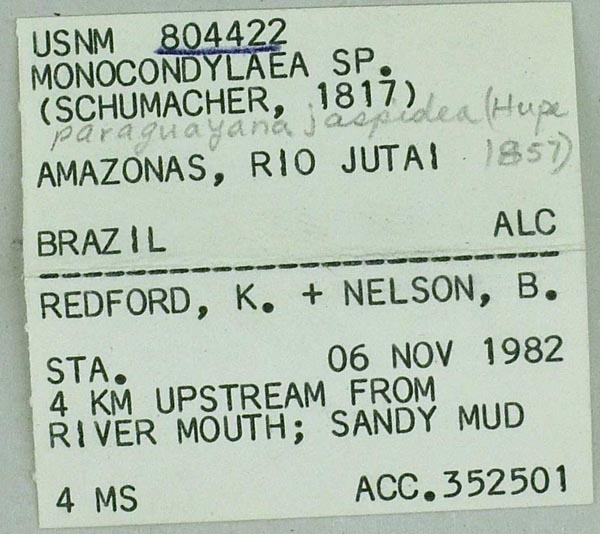 USNM 804422
MONOCONDYLAEA SP.
(SCHUMACHER, 1817)
paraguayana jaspidea (Hupe
1857)
AMAZONAS, RIO JUTAI
BRAZIL ALC
REDFORD, K. + NELSON, B.
STA. 06 NOV 1982
4 KM UPSTREAM FROM
RIVER MOUTH; SANDY MUD
4 MS ACC.352501